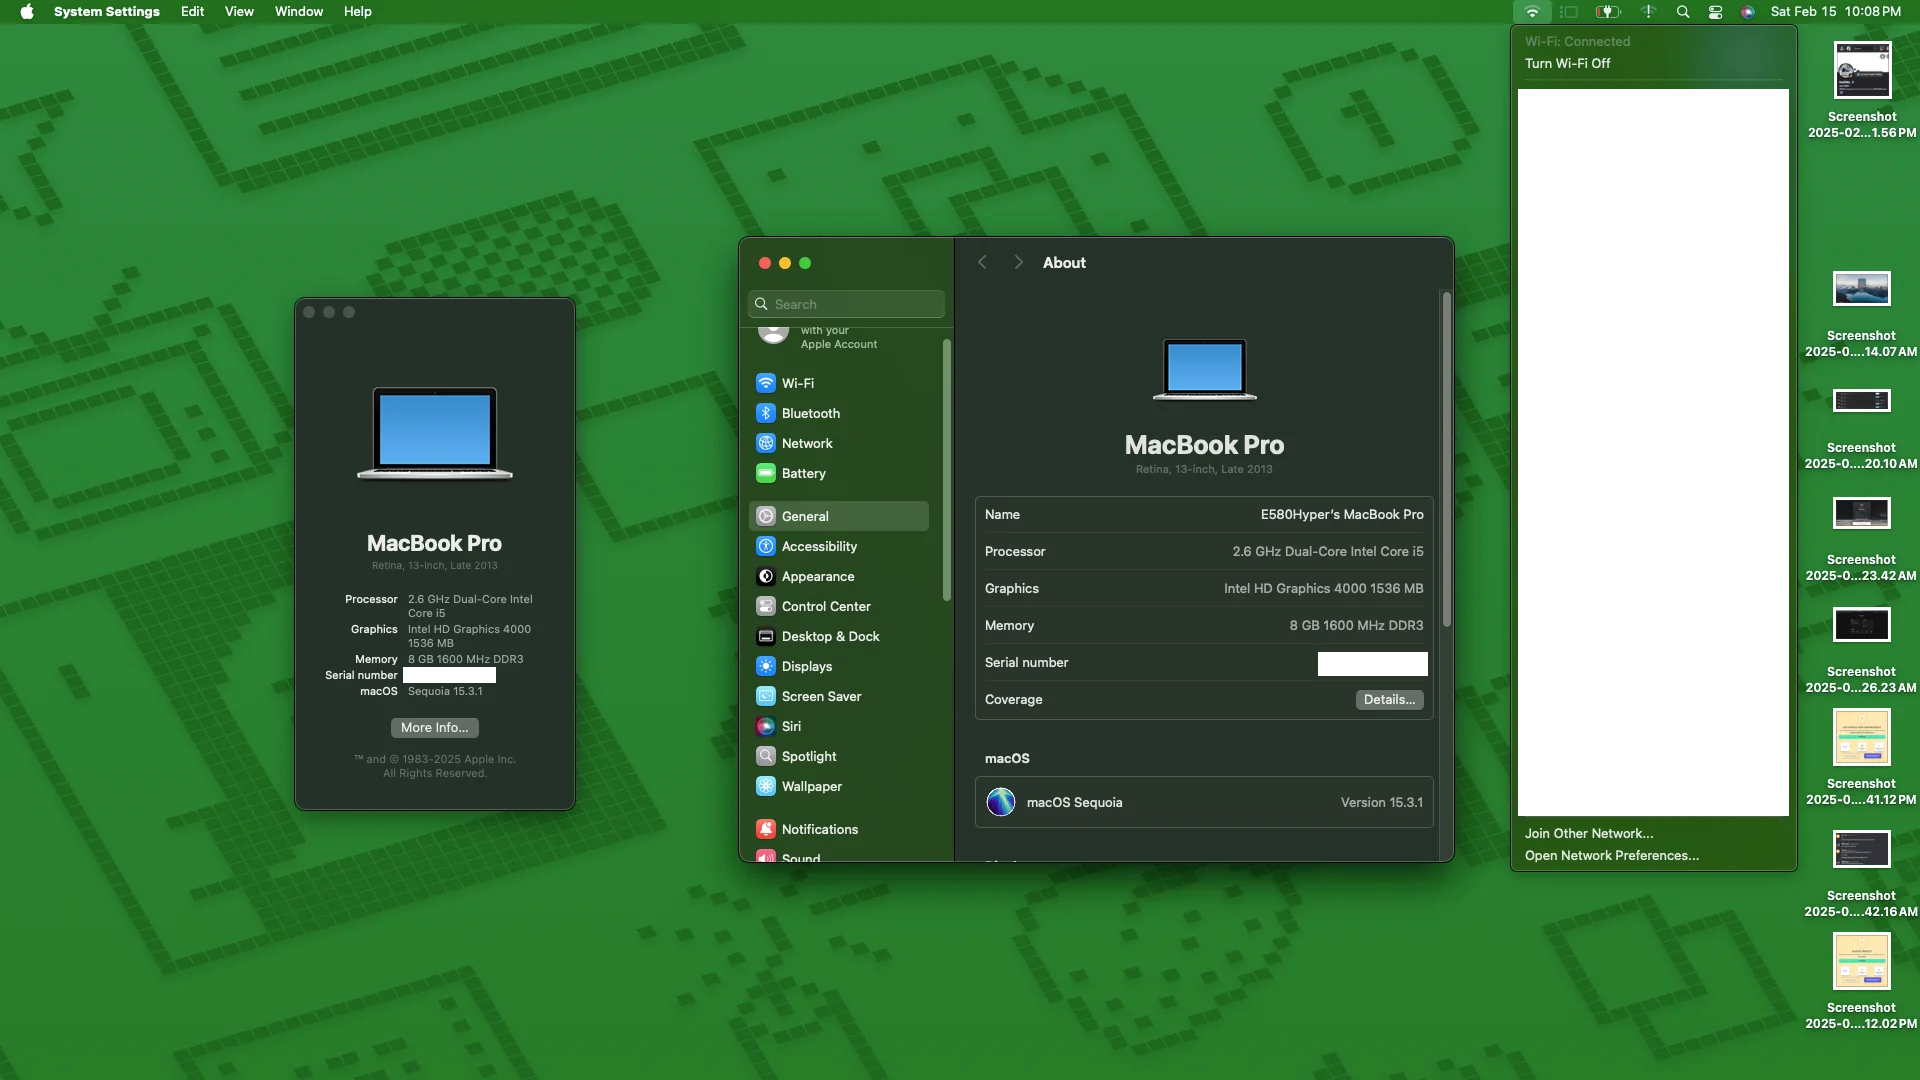 System Settings Edit View Window Help
Sat Feb 15 10:08 PM
Wi-Fi: Connected
Turn Wi-Fi Off
Join Other Network...
Open Network Preferences...
MacBook Pro
Retina, 13-inch, Late 2013
Processor 2.6 GHz Dual-Core Intel
Core i5
Graphics Intel HD Graphics 4000
1536 MB
Memory 8 GB 1600 MHz DDR3
Serial number
macOS Sequoia 15.3.1
More Info...
™ and © 1983-2025 Apple Inc.
All Rights Reserved.
Search
with your
Apple Account
Wi-Fi
Bluetooth
Network
Battery
General
Accessibility
Appearance
Control Center
Desktop & Dock
Displays
Screen Saver
Siri
Spotlight
Wallpaper
Notifications
Sound
About
MacBook Pro
Retina, 13-inch, Late 2013
Name E580Hyper's MacBook Pro
Processor 2.6 GHz Dual-Core Intel Core i5
Graphics Intel HD Graphics 4000 1536 MB
Memory 8 GB 1600 MHz DDR3
Serial number
Coverage Details...
macOS
macOS Sequoia Version 15.3.1
Screenshot
2025-02...1.56 PM
Screenshot
2025-0....14.07 AM
Screenshot
2025-0....20.10 AM
Screenshot
2025-0...23.42 AM
Screenshot
2025-0...26.23 AM
Screenshot
2025-0....41.12 PM
Screenshot
2025-0....42.16 AM
Screenshot
2025-0....12.02 PM